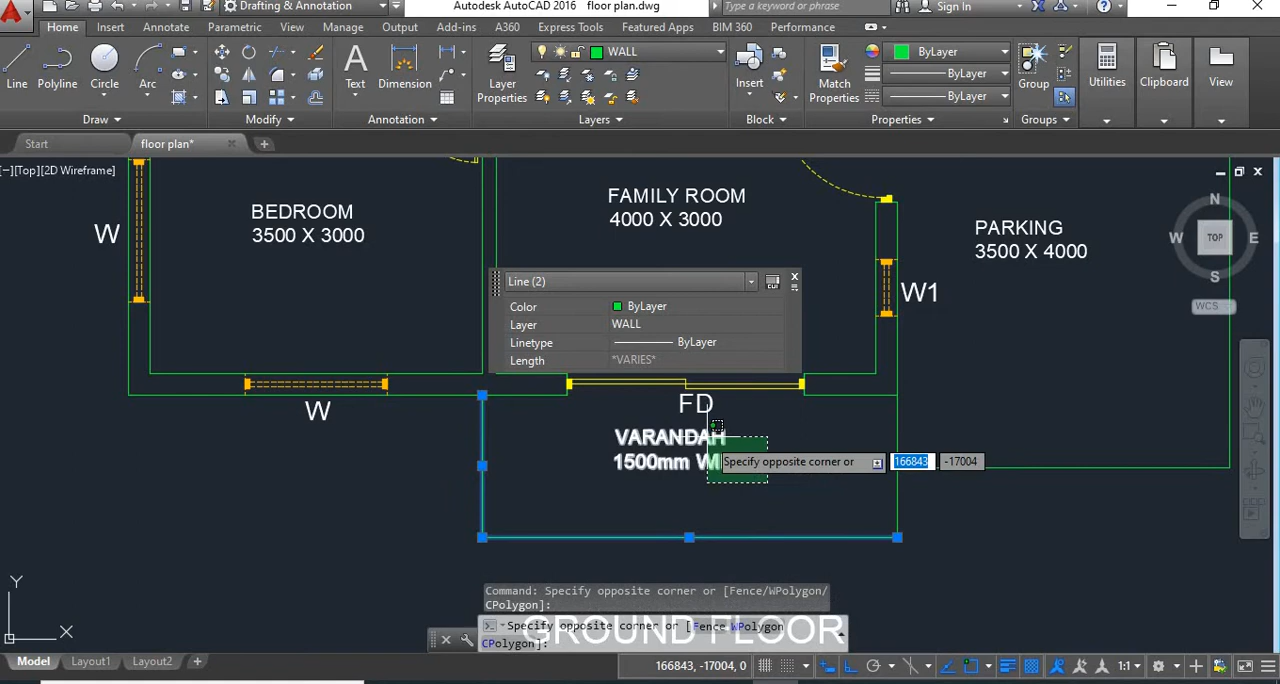 Drafting & Annotation
Autodesk AutoCAD 2016   floor plan.dwg
Type a keyword or phrase
Sign In
Home Insert Annotate Parametric View Manage Output Add-ins A360 Express Tools Featured Apps BIM 360 Performance
WALL
ByLayer
ByLayer
ByLayer
Line Polyline Circle Arc Text Dimension Layer Properties Insert Match Properties Group Utilities Clipboard View
Draw Modify Annotation Layers Block Properties Groups
Start floor plan*
[−][Top][2D Wireframe]
N
W TOP E
S
WCS
BEDROOM
3500 X 3000
FAMILY ROOM
4000 X 3000
PARKING
3500 X 4000
W
W1
Line (2)
Color ByLayer
Layer WALL
Linetype ByLayer
Length *VARIES*
W
FD
VARANDAH
1500mm
Specify opposite corner or 166843 -17004
Y
X
Command: Specify opposite corner or [Fence/WPolygon/
CPolygon]:
GROUND FLOOR
Specify opposite corner or [Fence WPolygon
CPolygon]:
Model Layout1 Layout2 +
166843, -17004, 0
1:1